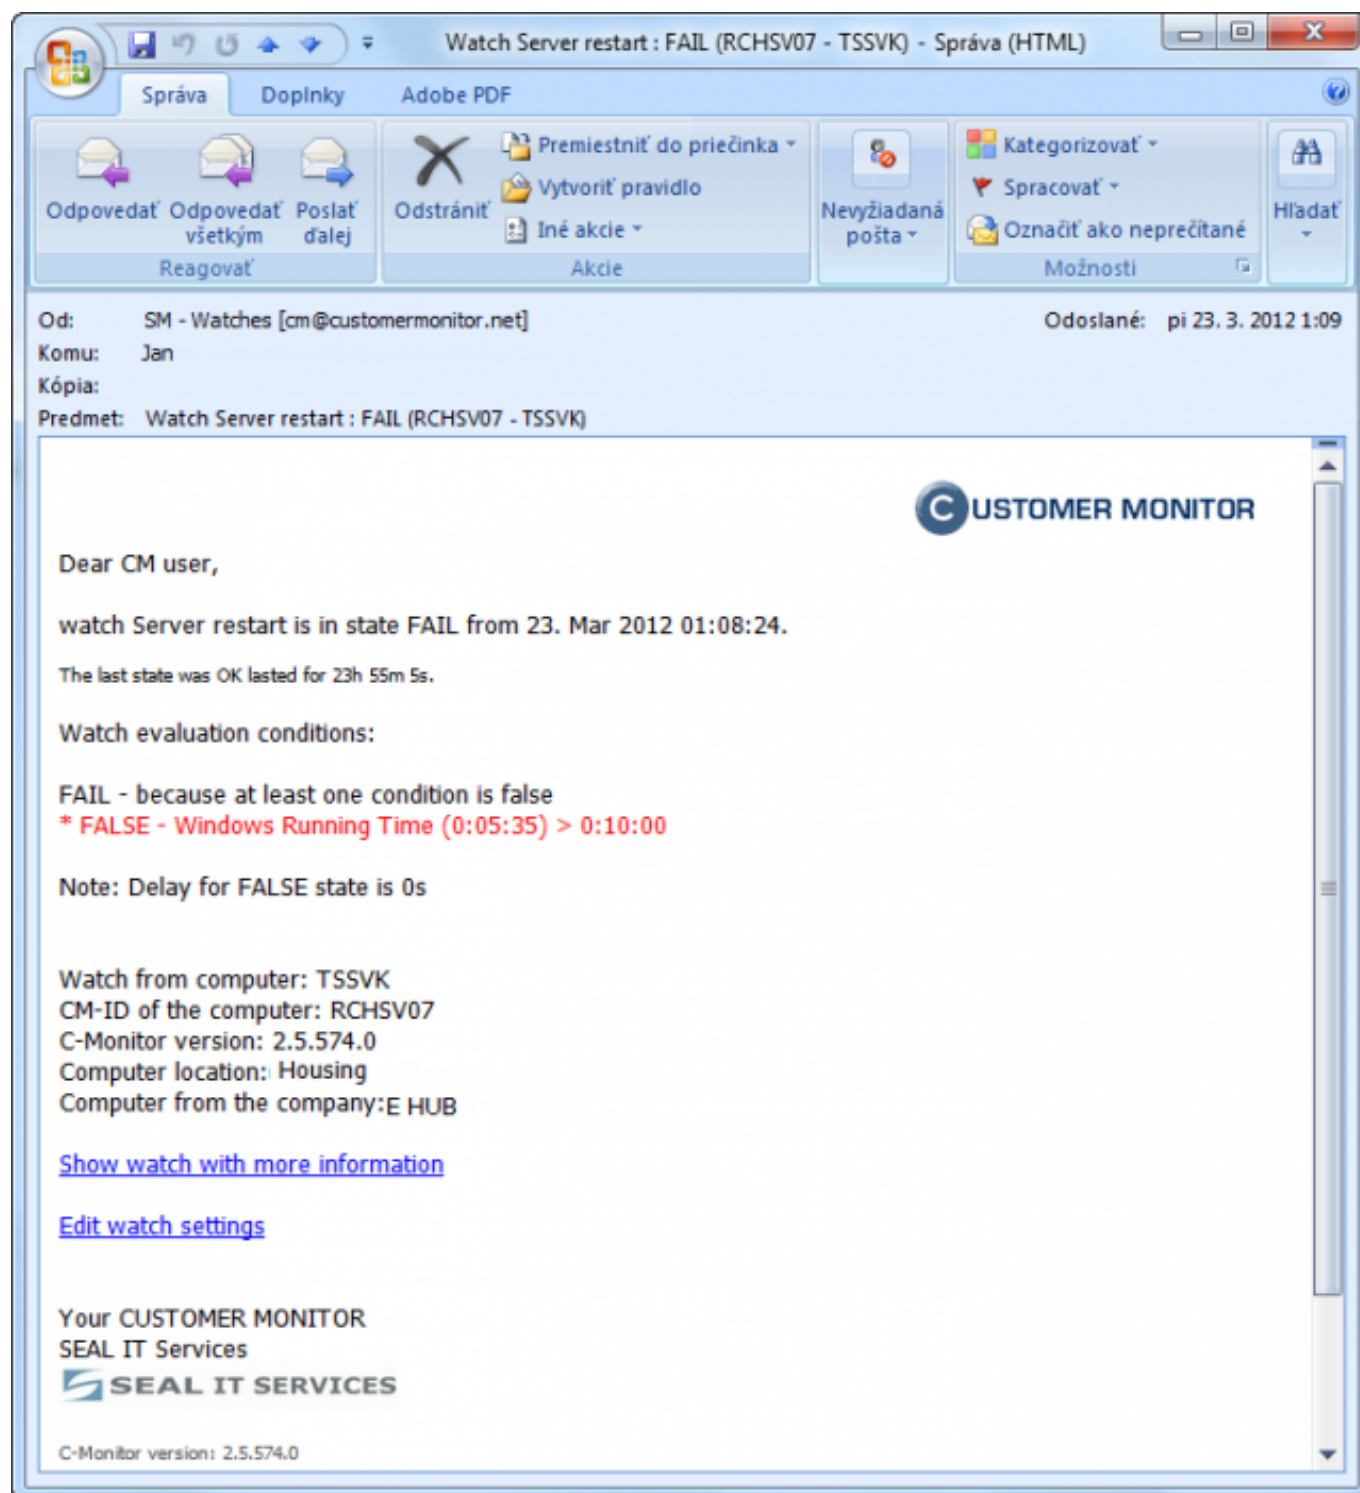 Watch Server restart : FAIL (RCHSV07 - TSSVK) - Správa (HTML)
Správa Doplnky Adobe PDF
Odpovedať
Odpovedať všetkým
Poslať ďalej
Reagovať
Odstrániť
Premiestniť do priečinka
Vytvoriť pravidlo
Iné akcie
Akcie
Nevyžiadaná pošta
Kategorizovať
Spracovať
Označiť ako neprečítané
Možnosti
Hľadať
Od: SM - Watches [cm@customermonitor.net] Odoslané: pi 23. 3. 2012 1:09
Komu: Jan
Kópia:
Predmet: Watch Server restart : FAIL (RCHSV07 - TSSVK)
CUSTOMER MONITOR
Dear CM user,
watch Server restart is in state FAIL from 23. Mar 2012 01:08:24.
The last state was OK lasted for 23h 55m 5s.
Watch evaluation conditions:
FAIL - because at least one condition is false
* FALSE - Windows Running Time (0:05:35) > 0:10:00
Note: Delay for FALSE state is 0s
Watch from computer: TSSVK
CM-ID of the computer: RCHSV07
C-Monitor version: 2.5.574.0
Computer location: Housing
Computer from the company:E HUB
Show watch with more information
Edit watch settings
Your CUSTOMER MONITOR
SEAL IT Services
SEAL IT SERVICES
C-Monitor version: 2.5.574.0